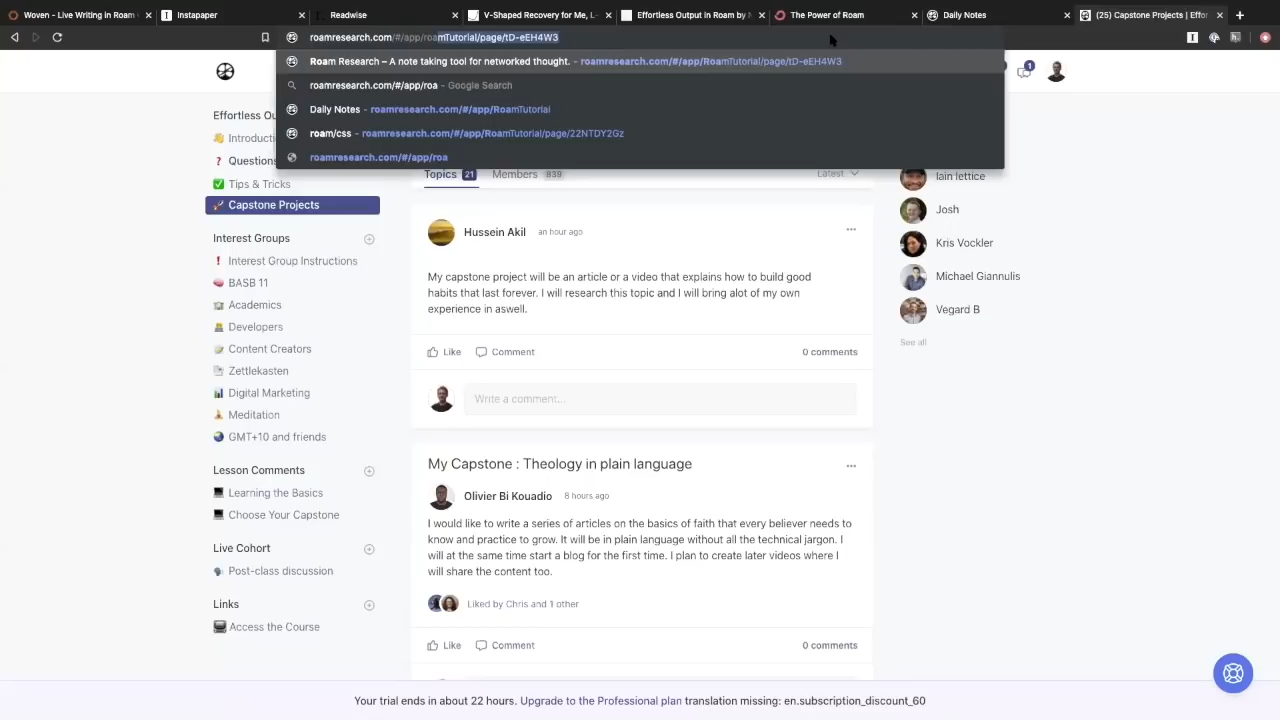 Woven - Live Writing in Roam
Instapaper
Readwise
V-Shaped Recovery for Me, L-
Effortless Output in Roam by N
The Power of Roam
Daily Notes
(25) Capstone Projects | Effor
roamresearch.com/#/app/roamTutorial/page/tD-eEH4W3
Roam Research – A note taking tool for networked thought. - roamresearch.com/#/app/RoamTutorial/page/tD-eEH4W3
roamresearch.com/#/app/roa - Google Search
Daily Notes - roamresearch.com/#/app/RoamTutorial
roam/css - roamresearch.com/#/app/RoamTutorial/page/22NTDY2Gz
roamresearch.com/#/app/roa
1
Effortless Ou
Introducti
Questions
Tips & Tricks
Capstone Projects
Interest Groups
Interest Group Instructions
BASB 11
Academics
Developers
Content Creators
Zettlekasten
Digital Marketing
Meditation
GMT+10 and friends
Lesson Comments
Learning the Basics
Choose Your Capstone
Live Cohort
Post-class discussion
Links
Access the Course
Topics 21
Members 839
Latest
Hussein Akil an hour ago
My capstone project will be an article or a video that explains how to build good
habits that last forever. I will research this topic and I will bring alot of my own
experience in aswell.
Like Comment 0 comments
Write a comment...
My Capstone : Theology in plain language
Olivier Bi Kouadio 8 hours ago
I would like to write a series of articles on the basics of faith that every believer needs to
know and practice to grow. It will be in plain language without all the technical jargon. I
will at the same time start a blog for the first time. I plan to create later videos where I
will share the content too.
Liked by Chris and 1 other
Like Comment 0 comments
Iain lettice
Josh
Kris Vockler
Michael Giannulis
Vegard B
See all
Your trial ends in about 22 hours. Upgrade to the Professional plan translation missing: en.subscription_discount_60